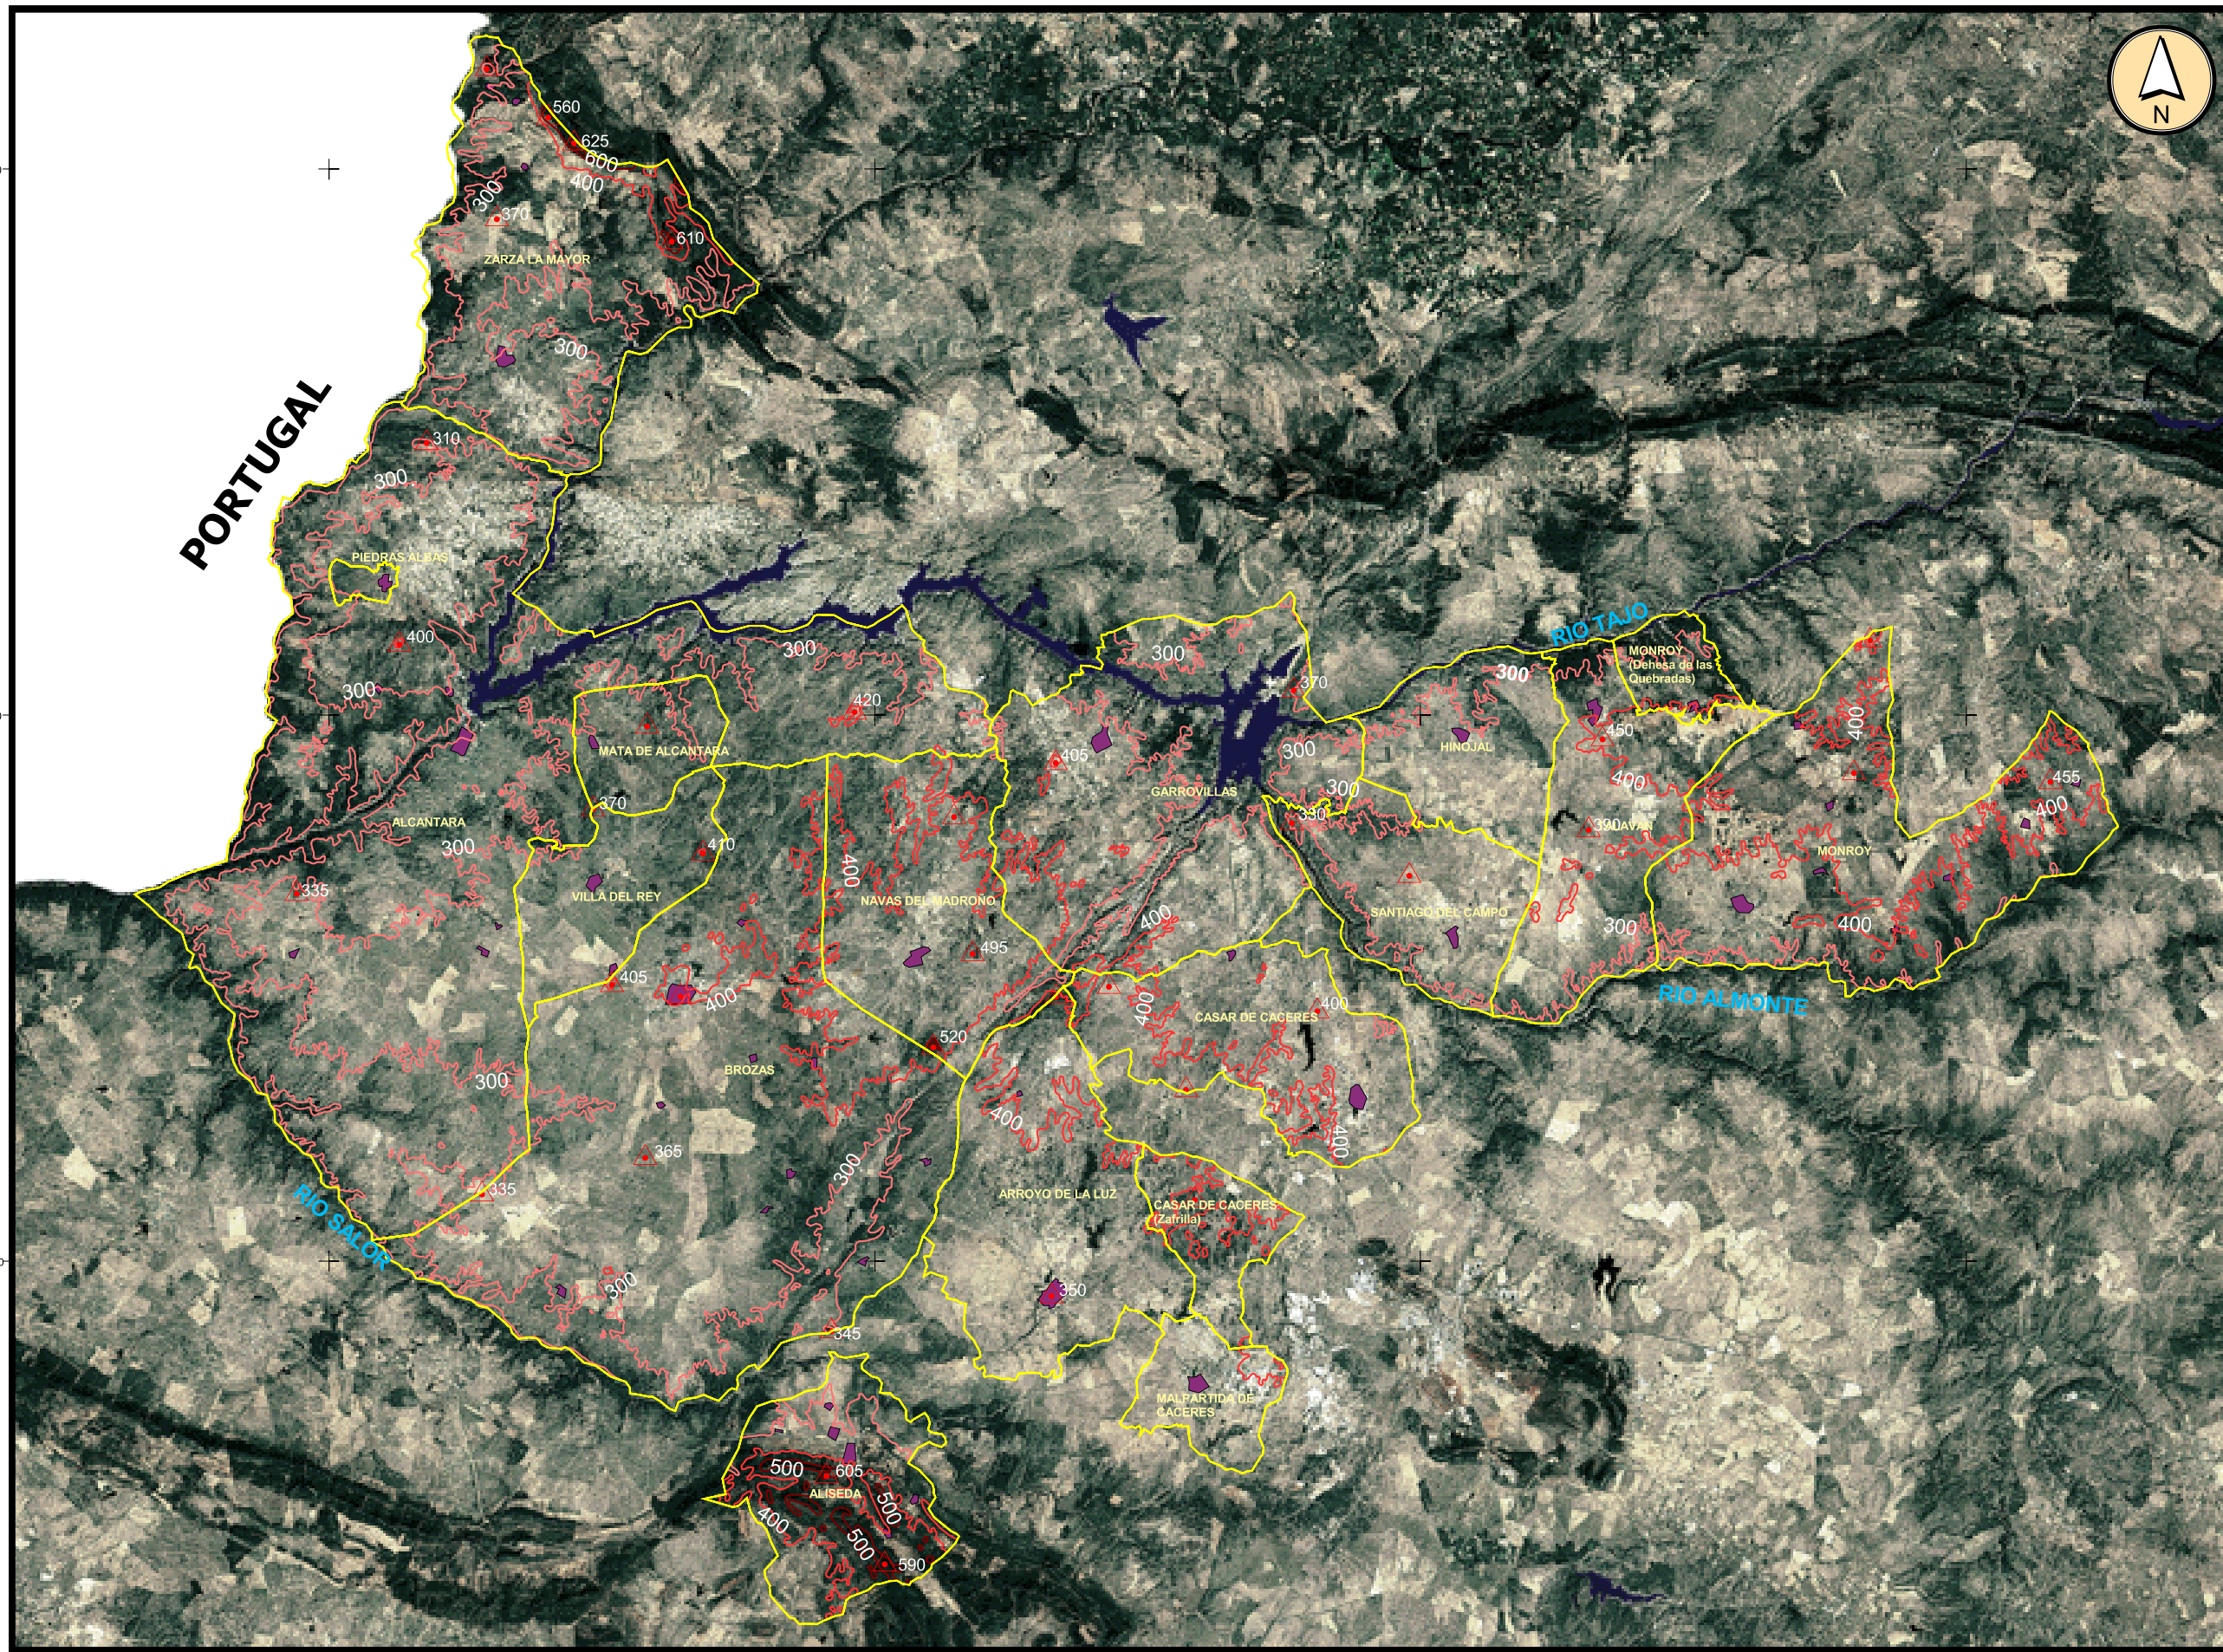 N
560
625
600
400
300
370
610
ZARZA LA MAYOR
300
PORTUGAL
310
300
PIEDRAS ALBAS
RIO TAJO
400
300
300
MONROY
(Dehesa de las
Quebradas)
300
300
370
420
450
HINOJAL
400
MATA DE ALCANTARA
405
300
400
455
GARROVILLAS
300
370
400
330
390
ALCANTARA
300
410
MONROY
400
335
VILLA DEL REY
NAVAS DEL MADROÑO
SANTIAGO DEL CAMPO
400
300
400
495
405
400
RIO ALMONTE
400
400
CASAR DE CACERES
520
BROZAS
300
400
400
365
300
335
ARROYO DE LA LUZ
CASAR DE CACERES
(Zafrilla)
RIO SALOR
300
350
345
MALPARTIDA DE
CACERES
500
605
ALISEDA
500
400
500
590